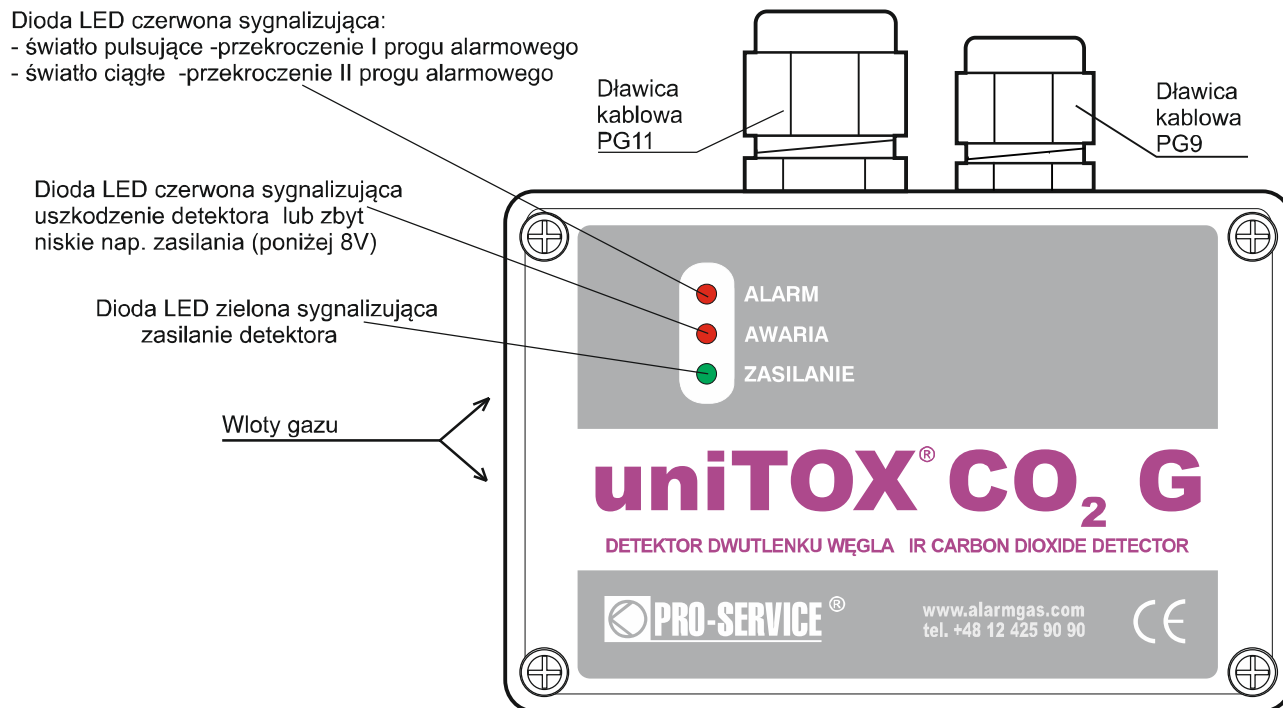 Dioda LED czerwona sygnalizująca:
- światło pulsujące -przekroczenie I progu alarmowego
- światło ciągłe -przekroczenie II progu alarmowego
Dławica
kablowa
PG11
Dławica
kablowa
PG9
Dioda LED czerwona sygnalizująca
uszkodzenie detektora lub zbyt
niskie nap. zasilania (poniżej 8V)
Dioda LED zielona sygnalizująca
zasilanie detektora
Wloty gazu
ALARM
AWARIA
ZASILANIE
uniTOX® CO₂ G
DETEKTOR DWUTLENKU WĘGLA IR CARBON DIOXIDE DETECTOR
PRO-SERVICE ®
www.alarmgas.com
tel. +48 12 425 90 90
CE